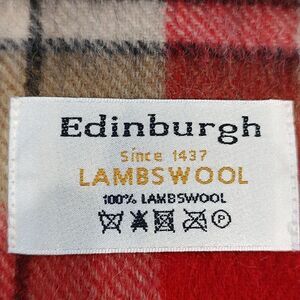 Edinburgh
Since 1437
LAMBSWOOL
100% LAMBSWOOL
P